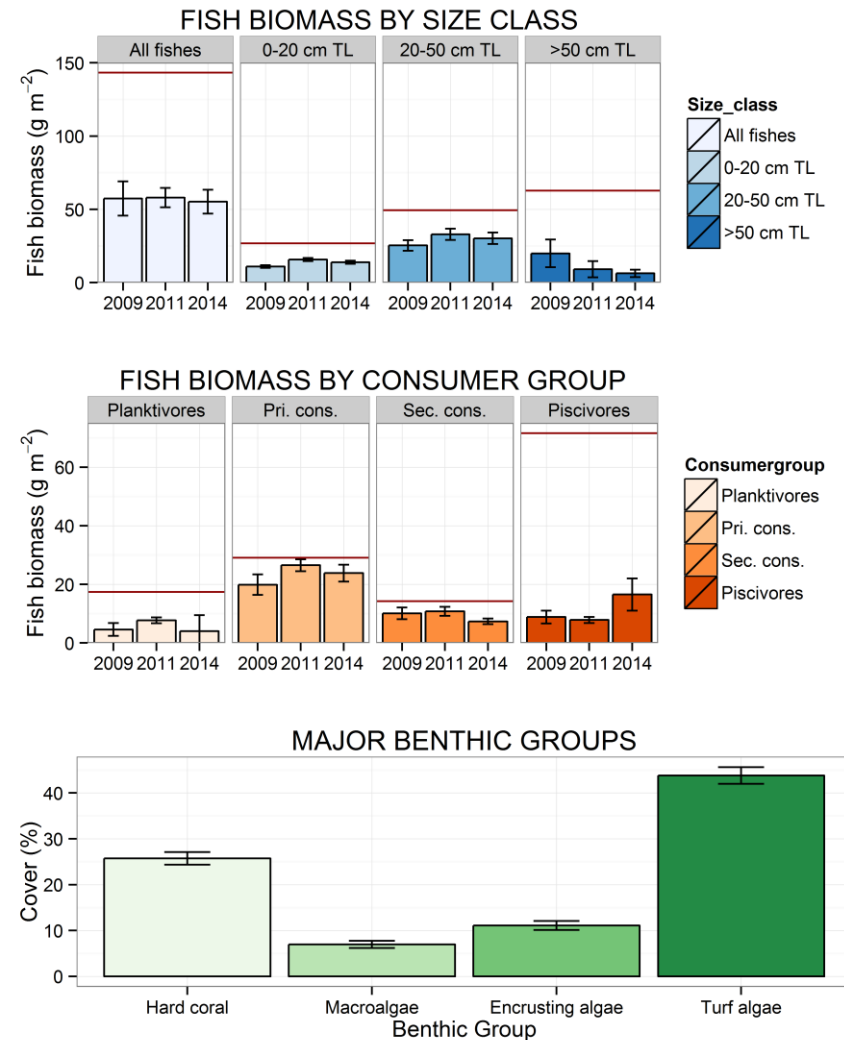 FISH BIOMASS BY SIZE CLASS
All fishes 0-20 cm TL 20-50 cm TL >50 cm TL
Fish biomass (g m⁻²)
150
100
50
0
2009 2011 2014 2009 2011 2014 2009 2011 2014 2009 2011 2014
Size_class
All fishes
0-20 cm TL
20-50 cm TL
>50 cm TL
FISH BIOMASS BY CONSUMER GROUP
Planktivores Pri. cons. Sec. cons. Piscivores
Fish biomass (g m⁻²)
60
40
20
0
2009 2011 2014 2009 2011 2014 2009 2011 2014 2009 2011 2014
Consumergroup
Planktivores
Pri. cons.
Sec. cons.
Piscivores
MAJOR BENTHIC GROUPS
Cover (%)
40
30
20
10
0
Hard coral Macroalgae Encrusting algae Turf algae
Benthic Group